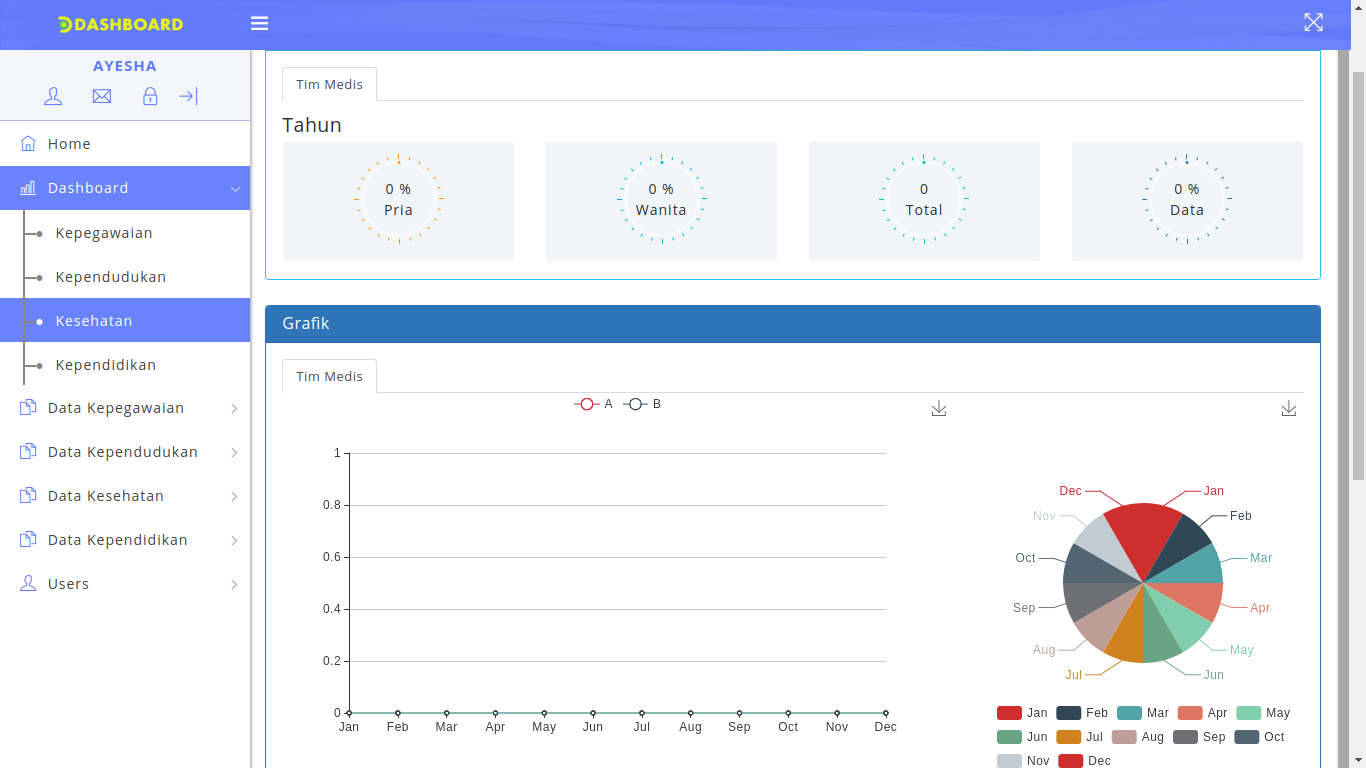 DASHBOARD
AYESHA
Home
Dashboard
Kepegawaian
Kependudukan
Kesehatan
Kependidikan
Data Kepegawaian
Data Kependudukan
Data Kesehatan
Data Kependidikan
Users
Tim Medis
Tahun
0 %
Pria
0 %
Wanita
0
Total
0 %
Data
Grafik
Tim Medis
A B
1
0.8
0.6
0.4
0.2
0
Jan Feb Mar Apr May Jun Jul Aug Sep Oct Nov Dec
Dec Jan
Nov Feb
Oct Mar
Sep Apr
Aug May
Jul Jun
Jan Feb Mar Apr May
Jun Jul Aug Sep Oct
Nov Dec